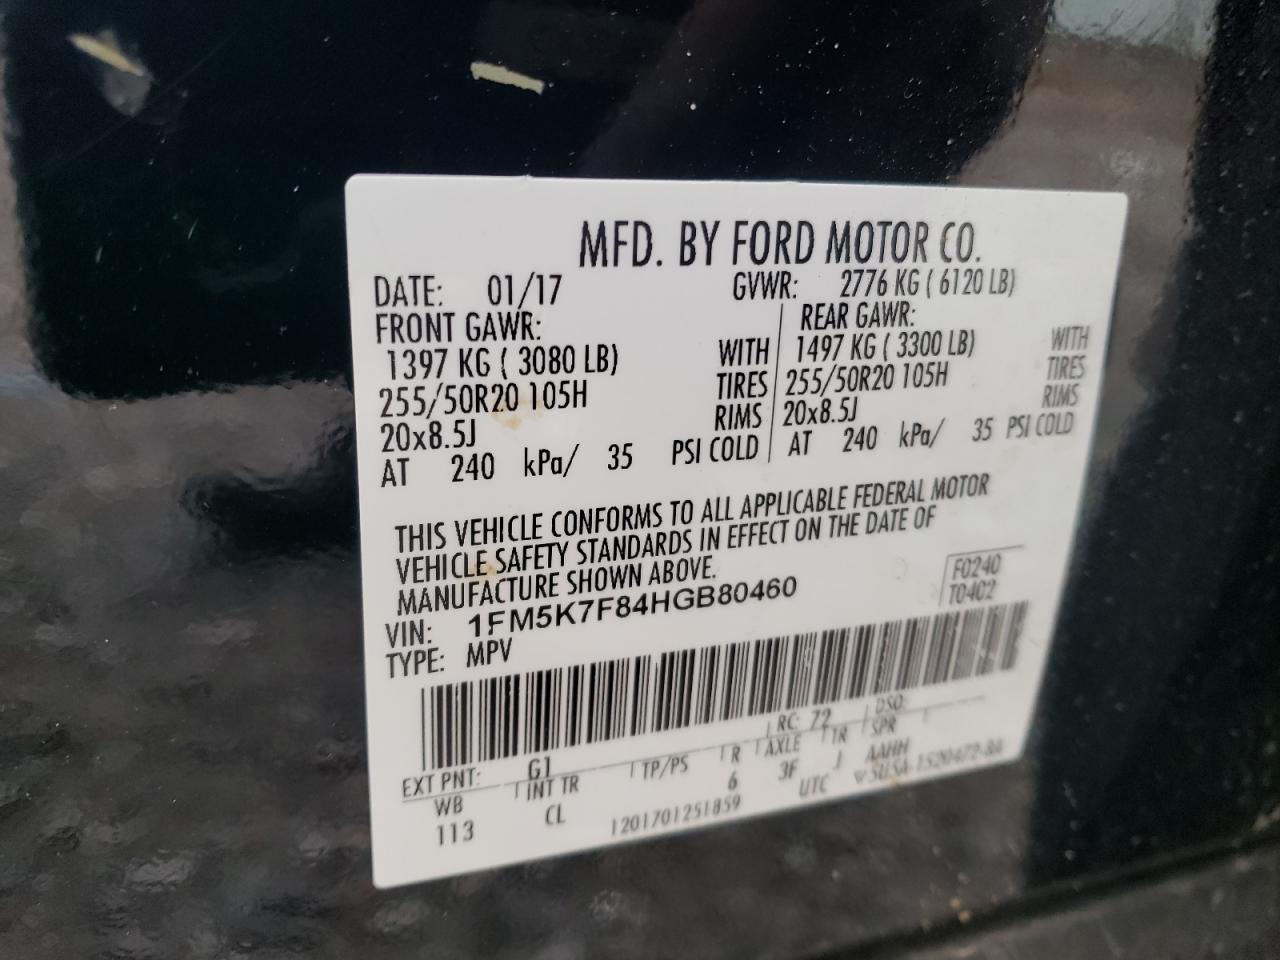 MFD. BY FORD MOTOR CO.
DATE: 01/17 GVWR: 2776 KG ( 6120 LB)
FRONT GAWR: REAR GAWR:
1397 KG ( 3080 LB) WITH 1497 KG ( 3300 LB) WITH
255/50R20 105H TIRES 255/50R20 105H TIRES
20x8.5J RIMS 20x8.5J RIMS
AT 240 kPa/ 35 PSI COLD AT 240 kPa/ 35 PSI COLD
THIS VEHICLE CONFORMS TO ALL APPLICABLE FEDERAL MOTOR
VEHICLE SAFETY STANDARDS IN EFFECT ON THE DATE OF
MANUFACTURE SHOWN ABOVE.
F0240
T0402
VIN: 1FM5K7F84HGB80460
TYPE: MPV
EXT PNT: G1 RC: 72 DSO:
WB INT TR TP/PS R AXLE TR SPR
113 CL 6 3F J AAHH
1201701251859 UTC 5U5A-1520472-BA